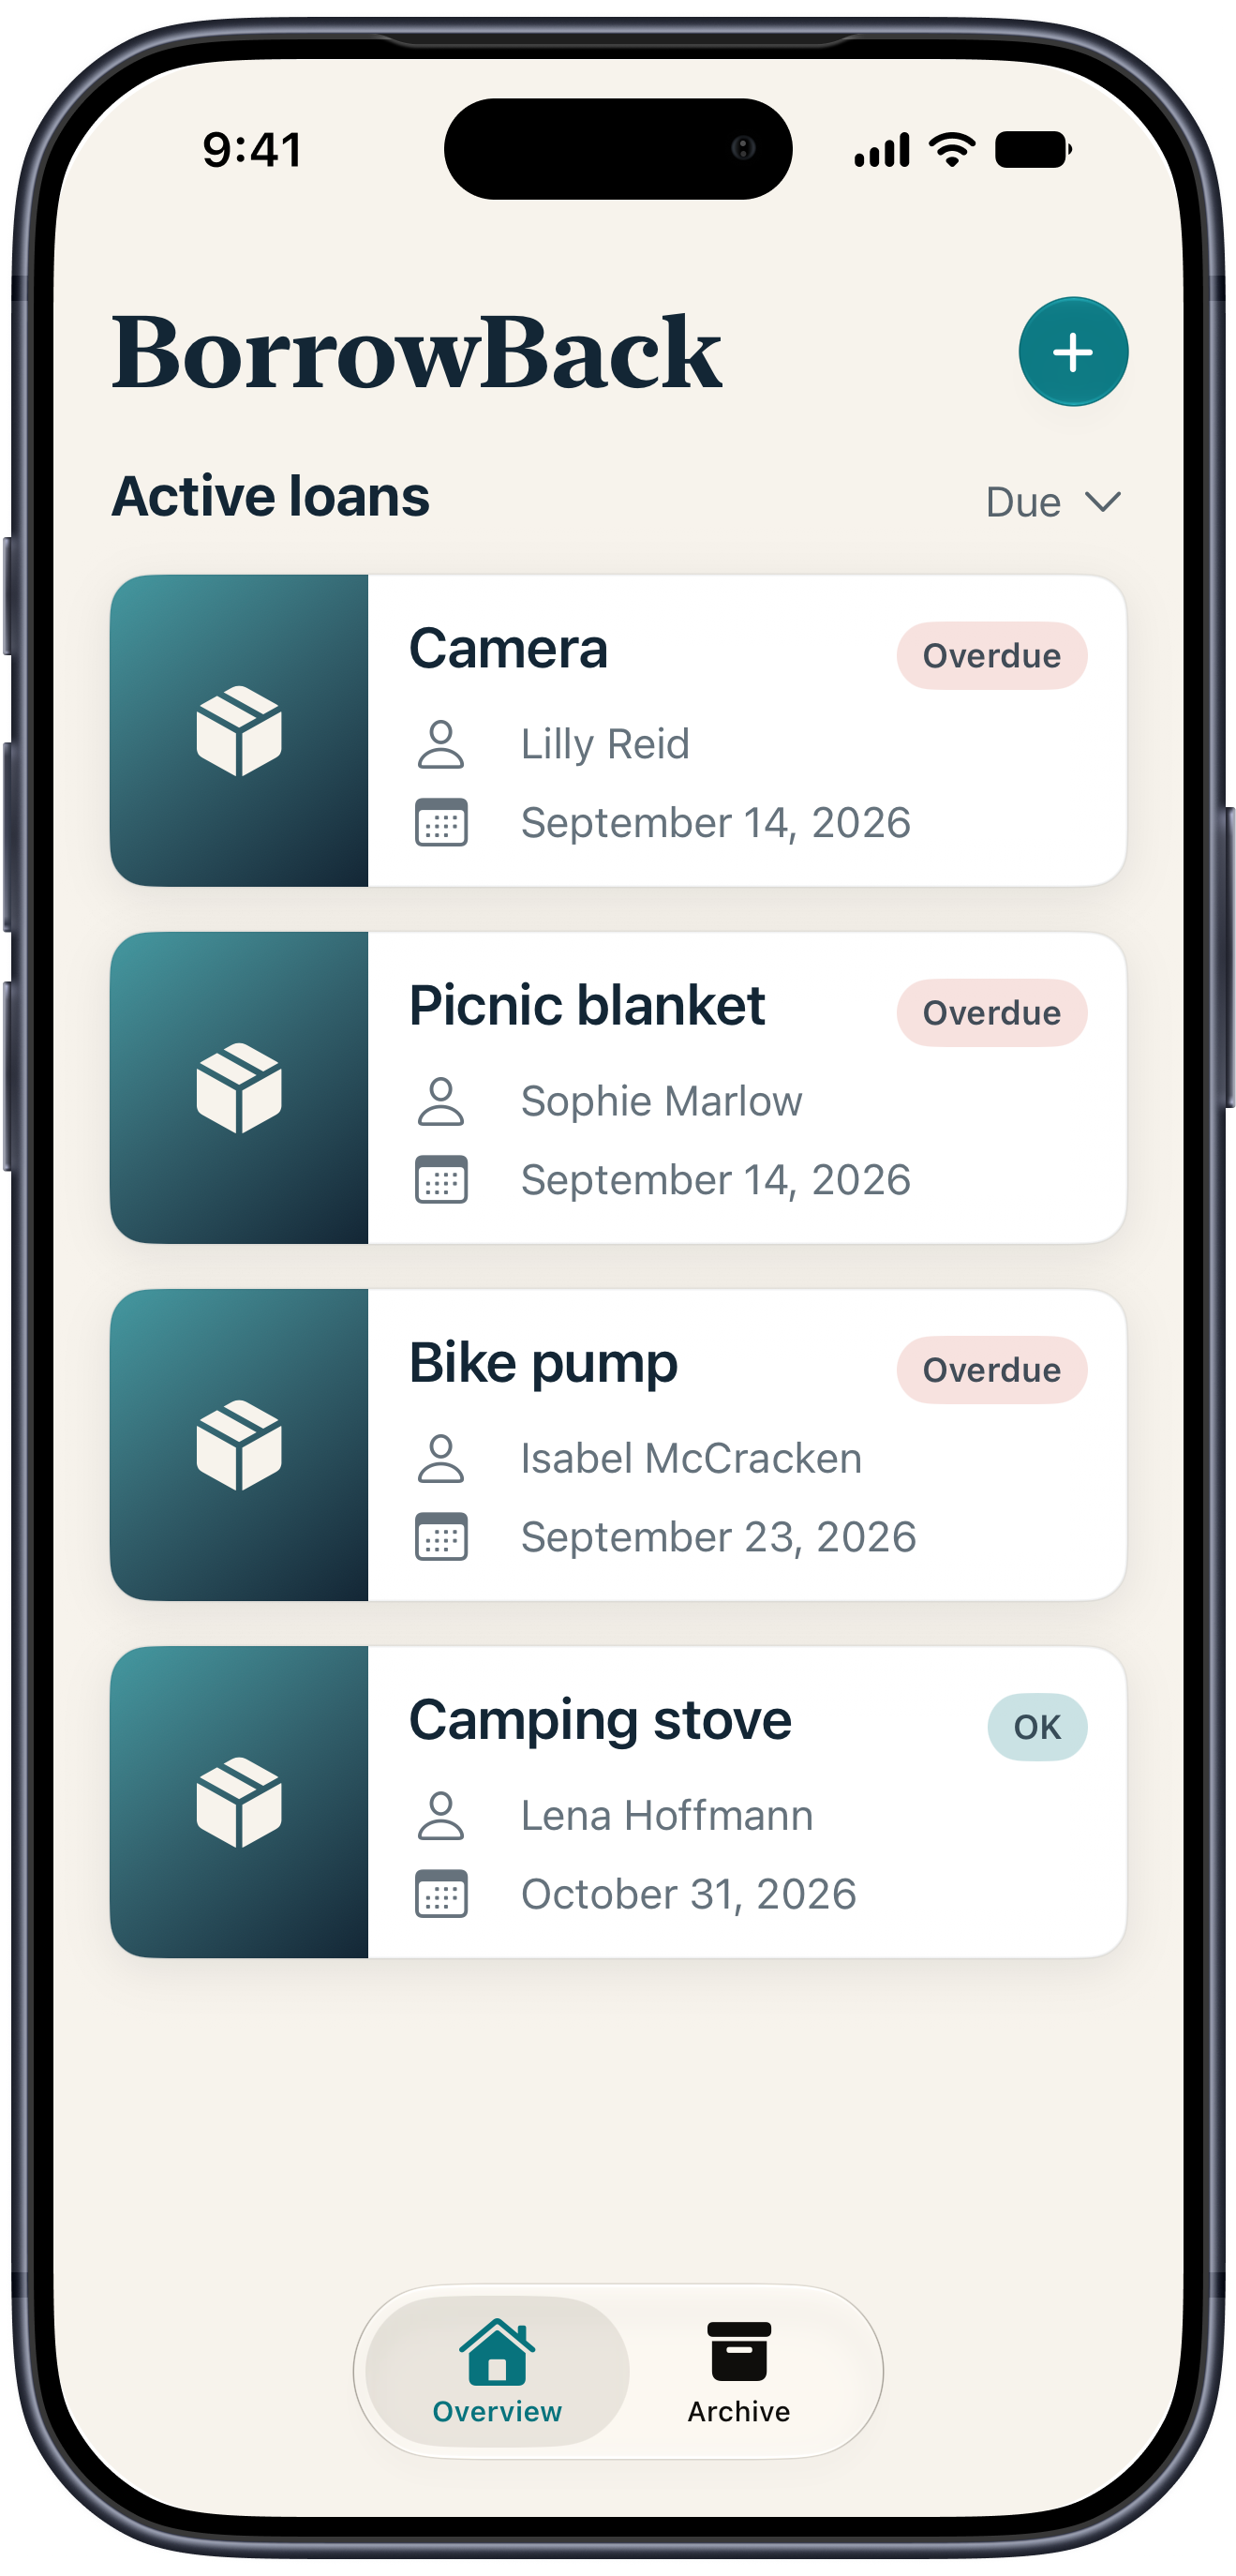 9:41
BorrowBack
Active loans
Due
Camera
Overdue
Lilly Reid
September 14, 2026
Picnic blanket
Overdue
Sophie Marlow
September 14, 2026
Bike pump
Overdue
Isabel McCracken
September 23, 2026
Camping stove
OK
Lena Hoffmann
October 31, 2026
Overview
Archive